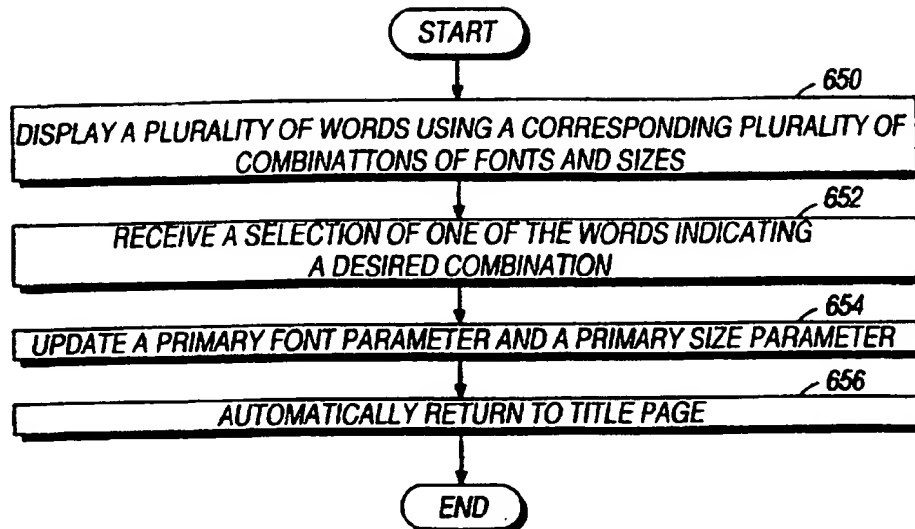 START
650
DISPLAY A PLURALITY OF WORDS USING A CORRESPONDING PLURALITY OF
COMBINATTONS OF FONTS AND SIZES
652
RECEIVE A SELECTION OF ONE OF THE WORDS INDICATING
A DESIRED COMBINATION
654
UPDATE A PRIMARY FONT PARAMETER AND A PRIMARY SIZE PARAMETER
656
AUTOMATICALLY RETURN TO TITLE PAGE
END